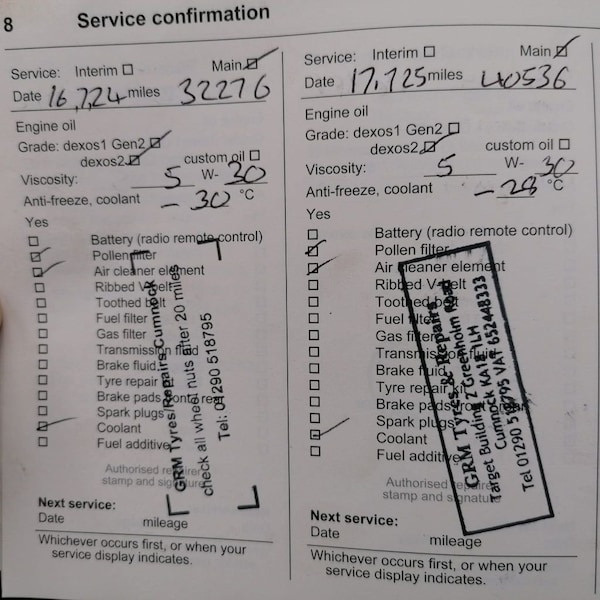 8 Service confirmation
Service: Interim ☐ Main ☑
Date 16,7,24 miles 32276
Engine oil
Grade: dexos1 Gen2 ☑
dexos2 ☑ custom oil ☐
Viscosity: 5 W- 30
Anti-freeze, coolant - 30 °C
Yes
☐ Battery (radio remote control)
☑ Pollen filter
☑ Air cleaner element
☐ Ribbed V-belt
☐ Toothed belt
☐ Fuel filter
☐ Gas filter
☐ Transmission fluid
☐ Brake fluid
☐ Tyre repair
☐ Brake pads
☐ Spark plugs
☑ Coolant
☐ Fuel additive
Authorised repairer
stamp and signature
GRM Tyres/Repairs Cumnock
check all wheel nuts after 20 miles
Tel: 01290 518795
Next service:
Date mileage
Whichever occurs first, or when your
service display indicates.
Service: Interim ☐ Main ☑
Date 17,7,25 miles 40536
Engine oil
Grade: dexos1 Gen2 ☐
dexos2 ☑ custom oil ☐
Viscosity: 5 W- 30
Anti-freeze, coolant - 28 °C
Yes
☐ Battery (radio remote control)
☑ Pollen filter
☑ Air cleaner element
☐ Ribbed V-belt
☐ Toothed belt
☐ Fuel filter
☐ Gas filter
☐ Transmission fluid
☐ Brake fluid
☐ Tyre repair kit
☐ Brake pads
☐ Spark plugs
☑ Coolant
☐ Fuel additive
Authorised repairer
stamp and signature
GRM Tyres & Repairs
Target Building 2 Greenholm Road
Cumnock KA18 1LH
Tel 01290 518795 VAT 652448333
Next service:
Date mileage
Whichever occurs first, or when your
service display indicates.